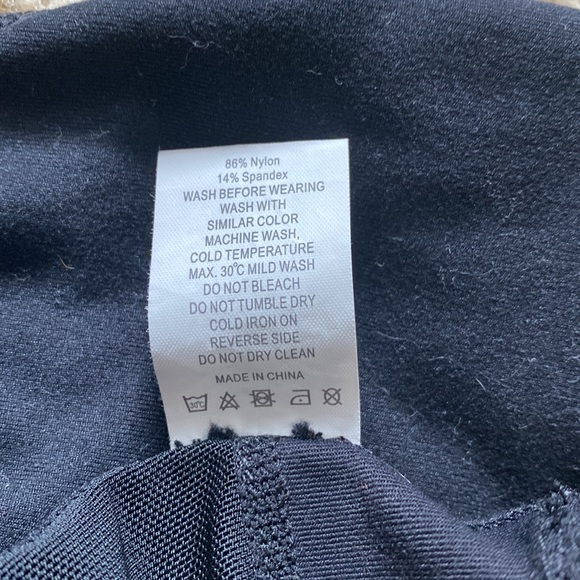 86% Nylon
14% Spandex
WASH BEFORE WEARING
WASH WITH
SIMILAR COLOR
MACHINE WASH,
COLD TEMPERATURE
MAX. 30℃ MILD WASH
DO NOT BLEACH
DO NOT TUMBLE DRY
COLD IRON ON
REVERSE SIDE
DO NOT DRY CLEAN
MADE IN CHINA
30℃